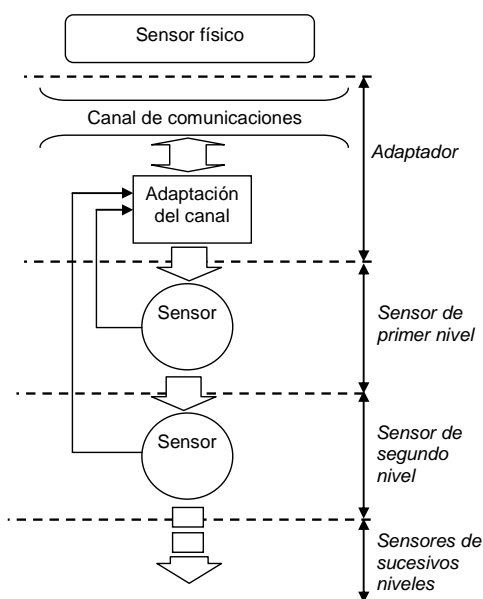 Sensor físico
Canal de comunicaciones
Adaptador
Adaptación
del canal
Sensor
Sensor de
primer nivel
Sensor
Sensor de
segundo
nivel
Sensores de
sucesivos
niveles